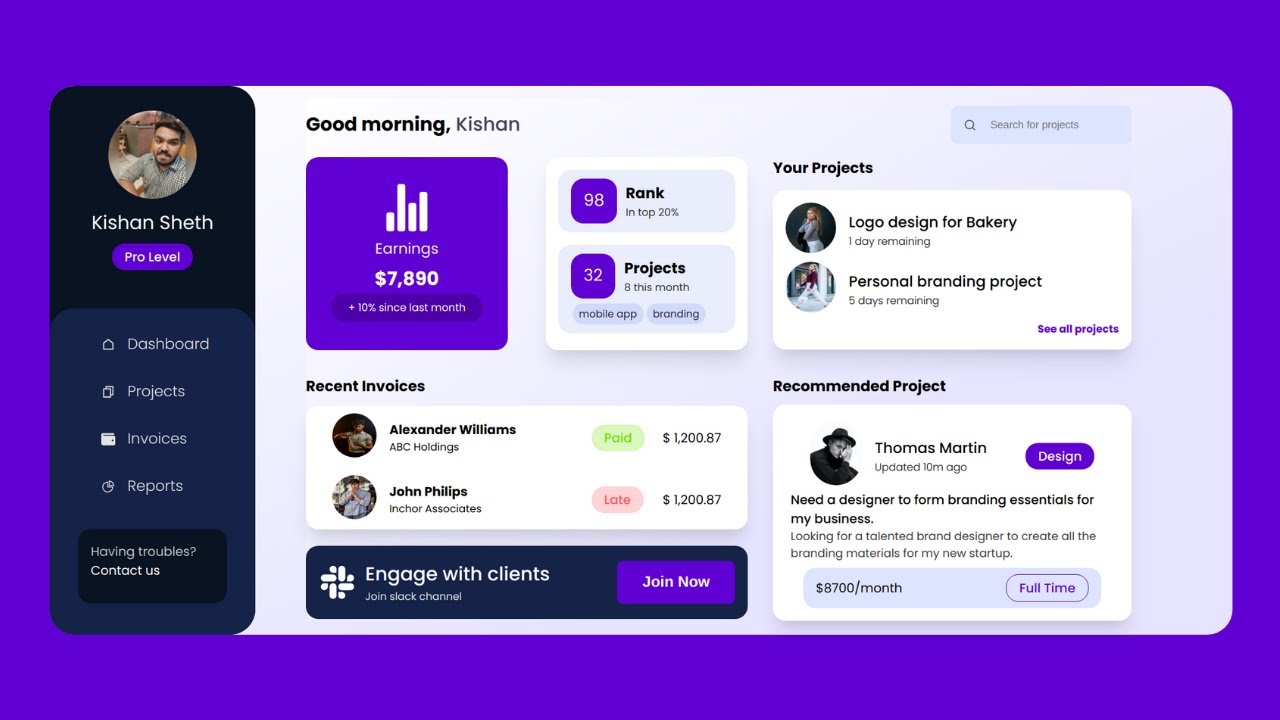 Kishan Sheth
Pro Level
Dashboard
Projects
Invoices
Reports
Having troubles?
Contact us
Good morning, Kishan
Search for projects
Earnings
$7,890
+ 10% since last month
98
Rank
In top 20%
32
Projects
8 this month
mobile app
branding
Your Projects
Logo design for Bakery
1 day remaining
Personal branding project
5 days remaining
See all projects
Recent Invoices
Alexander Williams
ABC Holdings
Paid
$ 1,200.87
John Philips
Inchor Associates
Late
$ 1,200.87
Engage with clients
Join slack channel
Join Now
Recommended Project
Thomas Martin
Updated 10m ago
Design
Need a designer to form branding essentials for
my business.
Looking for a talented brand designer to create all the
branding materials for my new startup.
$8700/month
Full Time